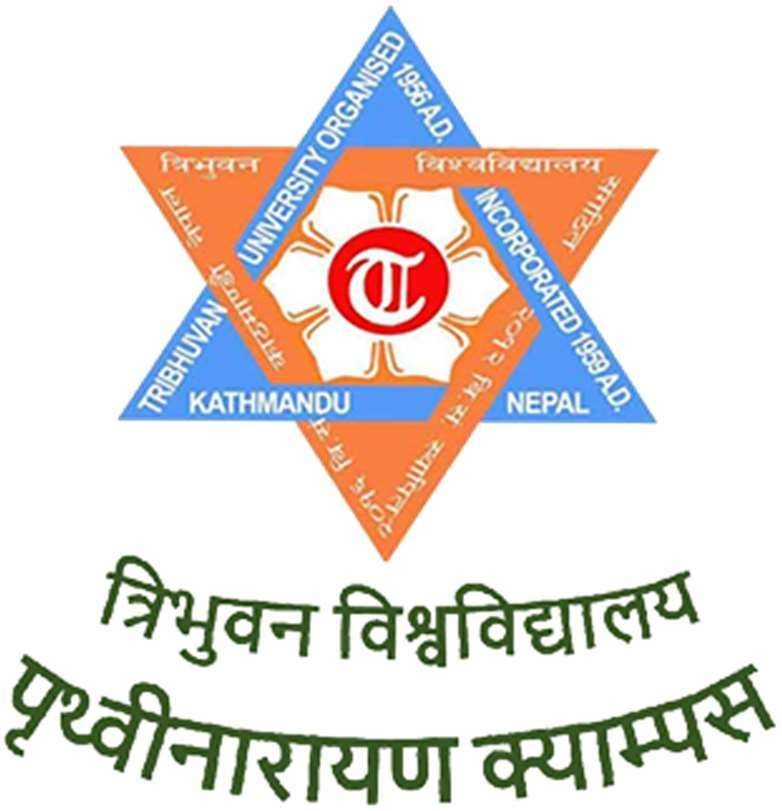 TRIBHUVAN UNIVERSITY ORGANISED
1956 A.D.
INCORPORATED 1959 A.D.
त्रिभुवन विश्वविद्यालय
KATHMANDU NEPAL
त्रिभुवन विश्वविद्यालय
पृथ्वीनारायण क्याम्पस